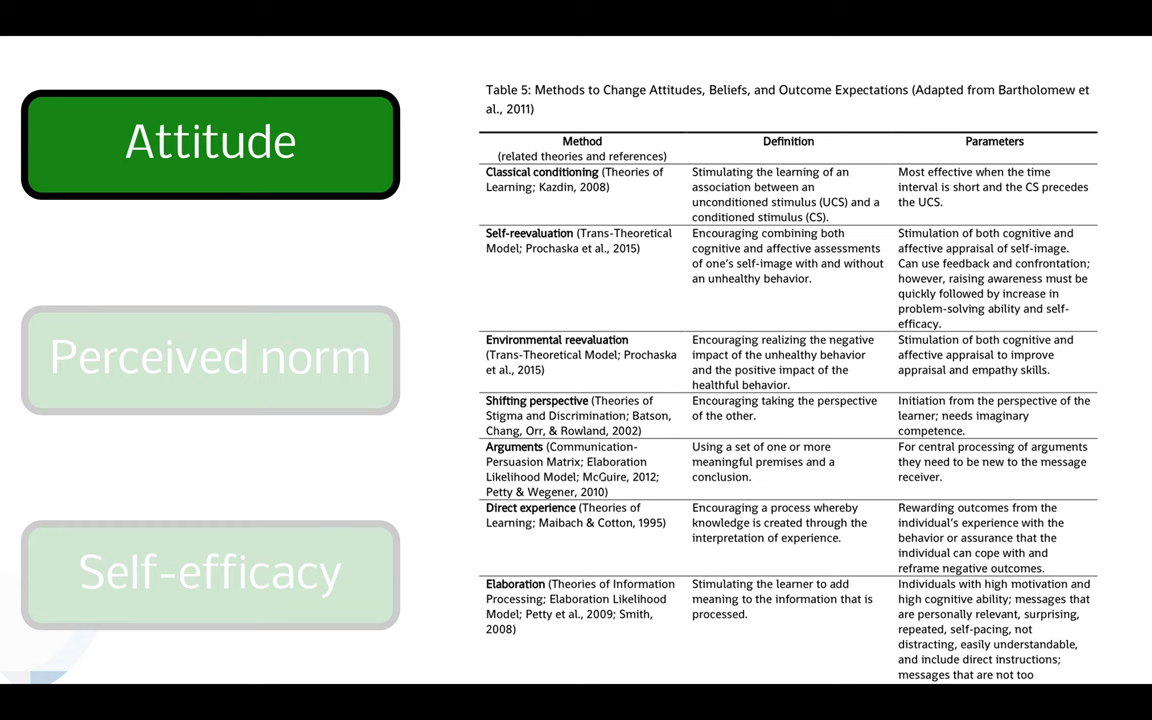 Attitude
Perceived norm
Self-efficacy
Table 5: Methods to Change Attitudes, Beliefs, and Outcome Expectations (Adapted from Bartholomew et
al., 2011)
Method
(related theories and references)
Definition
Parameters
Classical conditioning (Theories of
Learning; Kazdin, 2008)
Stimulating the learning of an
association between an
unconditioned stimulus (UCS) and a
conditioned stimulus (CS).
Most effective when the time
interval is short and the CS precedes
the UCS.
Self-reevaluation (Trans-Theoretical
Model; Prochaska et al., 2015)
Encouraging combining both
cognitive and affective assessments
of one's self-image with and without
an unhealthy behavior.
Stimulation of both cognitive and
affective appraisal of self-image.
Can use feedback and confrontation;
however, raising awareness must be
quickly followed by increase in
problem-solving ability and self-
efficacy.
Environmental reevaluation
(Trans-Theoretical Model; Prochaska
et al., 2015)
Encouraging realizing the negative
impact of the unhealthy behavior
and the positive impact of the
healthful behavior.
Stimulation of both cognitive and
affective appraisal to improve
appraisal and empathy skills.
Shifting perspective (Theories of
Stigma and Discrimination; Batson,
Chang, Orr, & Rowland, 2002)
Encouraging taking the perspective
of the other.
Initiation from the perspective of the
learner; needs imaginary
competence.
Arguments (Communication-
Persuasion Matrix; Elaboration
Likelihood Model; McGuire, 2012;
Petty & Wegener, 2010)
Using a set of one or more
meaningful premises and a
conclusion.
For central processing of arguments
they need to be new to the message
receiver.
Direct experience (Theories of
Learning; Maibach & Cotton, 1995)
Encouraging a process whereby
knowledge is created through the
interpretation of experience.
Rewarding outcomes from the
individual's experience with the
behavior or assurance that the
individual can cope with and
reframe negative outcomes.
Elaboration (Theories of Information
Processing; Elaboration Likelihood
Model; Petty et al., 2009; Smith,
2008)
Stimulating the learner to add
meaning to the information that is
processed.
Individuals with high motivation and
high cognitive ability; messages that
are personally relevant, surprising,
repeated, self-pacing, not
distracting, easily understandable,
and include direct instructions;
messages that are not too